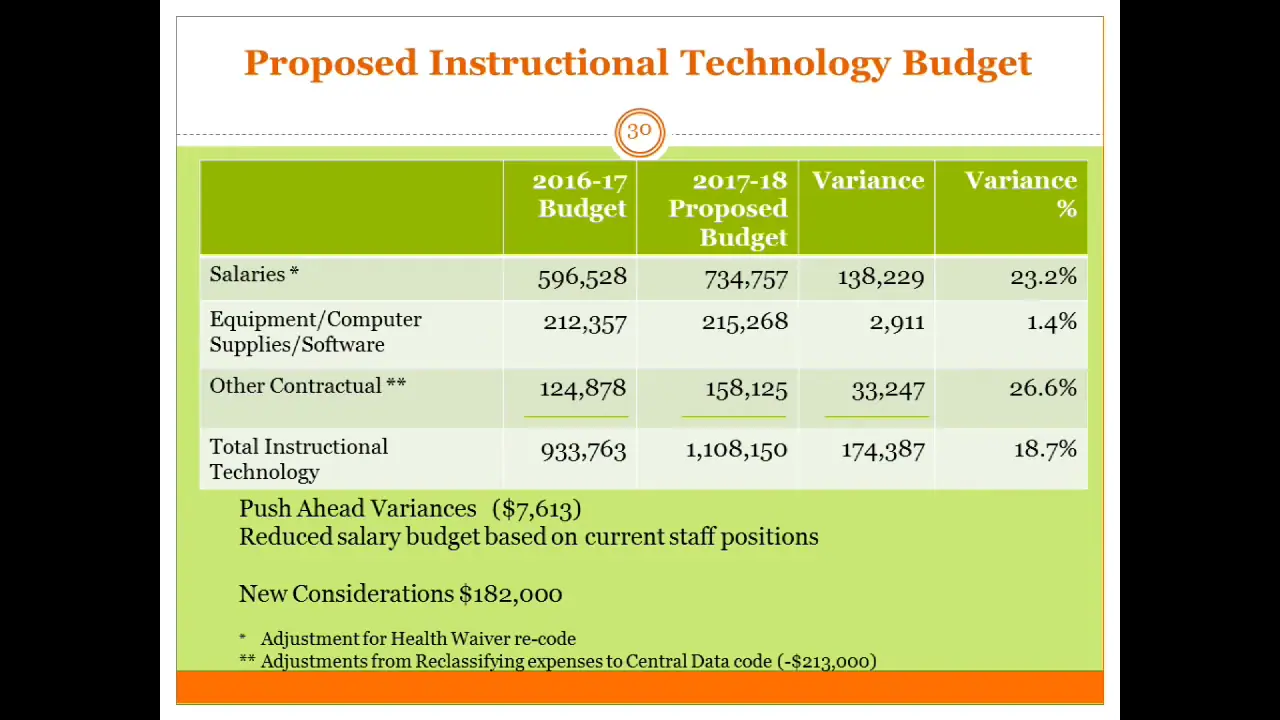 Proposed Instructional Technology Budget
30
2016-17 Budget 2017-18 Proposed Budget Variance Variance %
Salaries * 596,528 734,757 138,229 23.2%
Equipment/Computer Supplies/Software 212,357 215,268 2,911 1.4%
Other Contractual ** 124,878 158,125 33,247 26.6%
Total Instructional Technology 933,763 1,108,150 174,387 18.7%
Push Ahead Variances ($7,613)
Reduced salary budget based on current staff positions
New Considerations $182,000
* Adjustment for Health Waiver re-code
** Adjustments from Reclassifying expenses to Central Data code (-$213,000)